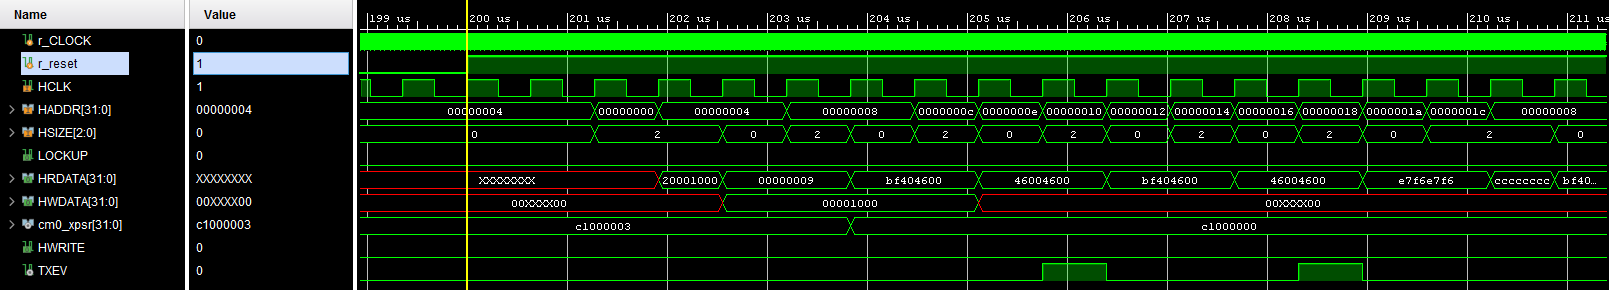 Name Value 199 us 200 us 201 us 202 us 203 us 204 us 205 us 206 us 207 us 208 us 209 us 210 us 211 us
r_CLOCK 0
r_reset 1
HCLK 1
HADDR[31:0] 00000004 00000004 00000000 00000004 00000008 0000000c 0000000e 00000010 00000012 00000014 00000016 00000018 0000001a 0000001c 00000008
HSIZE[2:0] 0 0 2 0 2 0 2 0 2 0 2 0 2 0 2 0
LOCKUP 0
HRDATA[31:0] XXXXXXXX XXXXXXXX 20001000 00000009 bf404600 46004600 bf404600 46004600 e7f6e7f6 cccccccc bf40...
HWDATA[31:0] 00XXXX00 00XXXX00 00001000 00XXXX00
cm0_xpsr[31:0] c1000003 c1000003 c1000000
HWRITE 0
TXEV 0